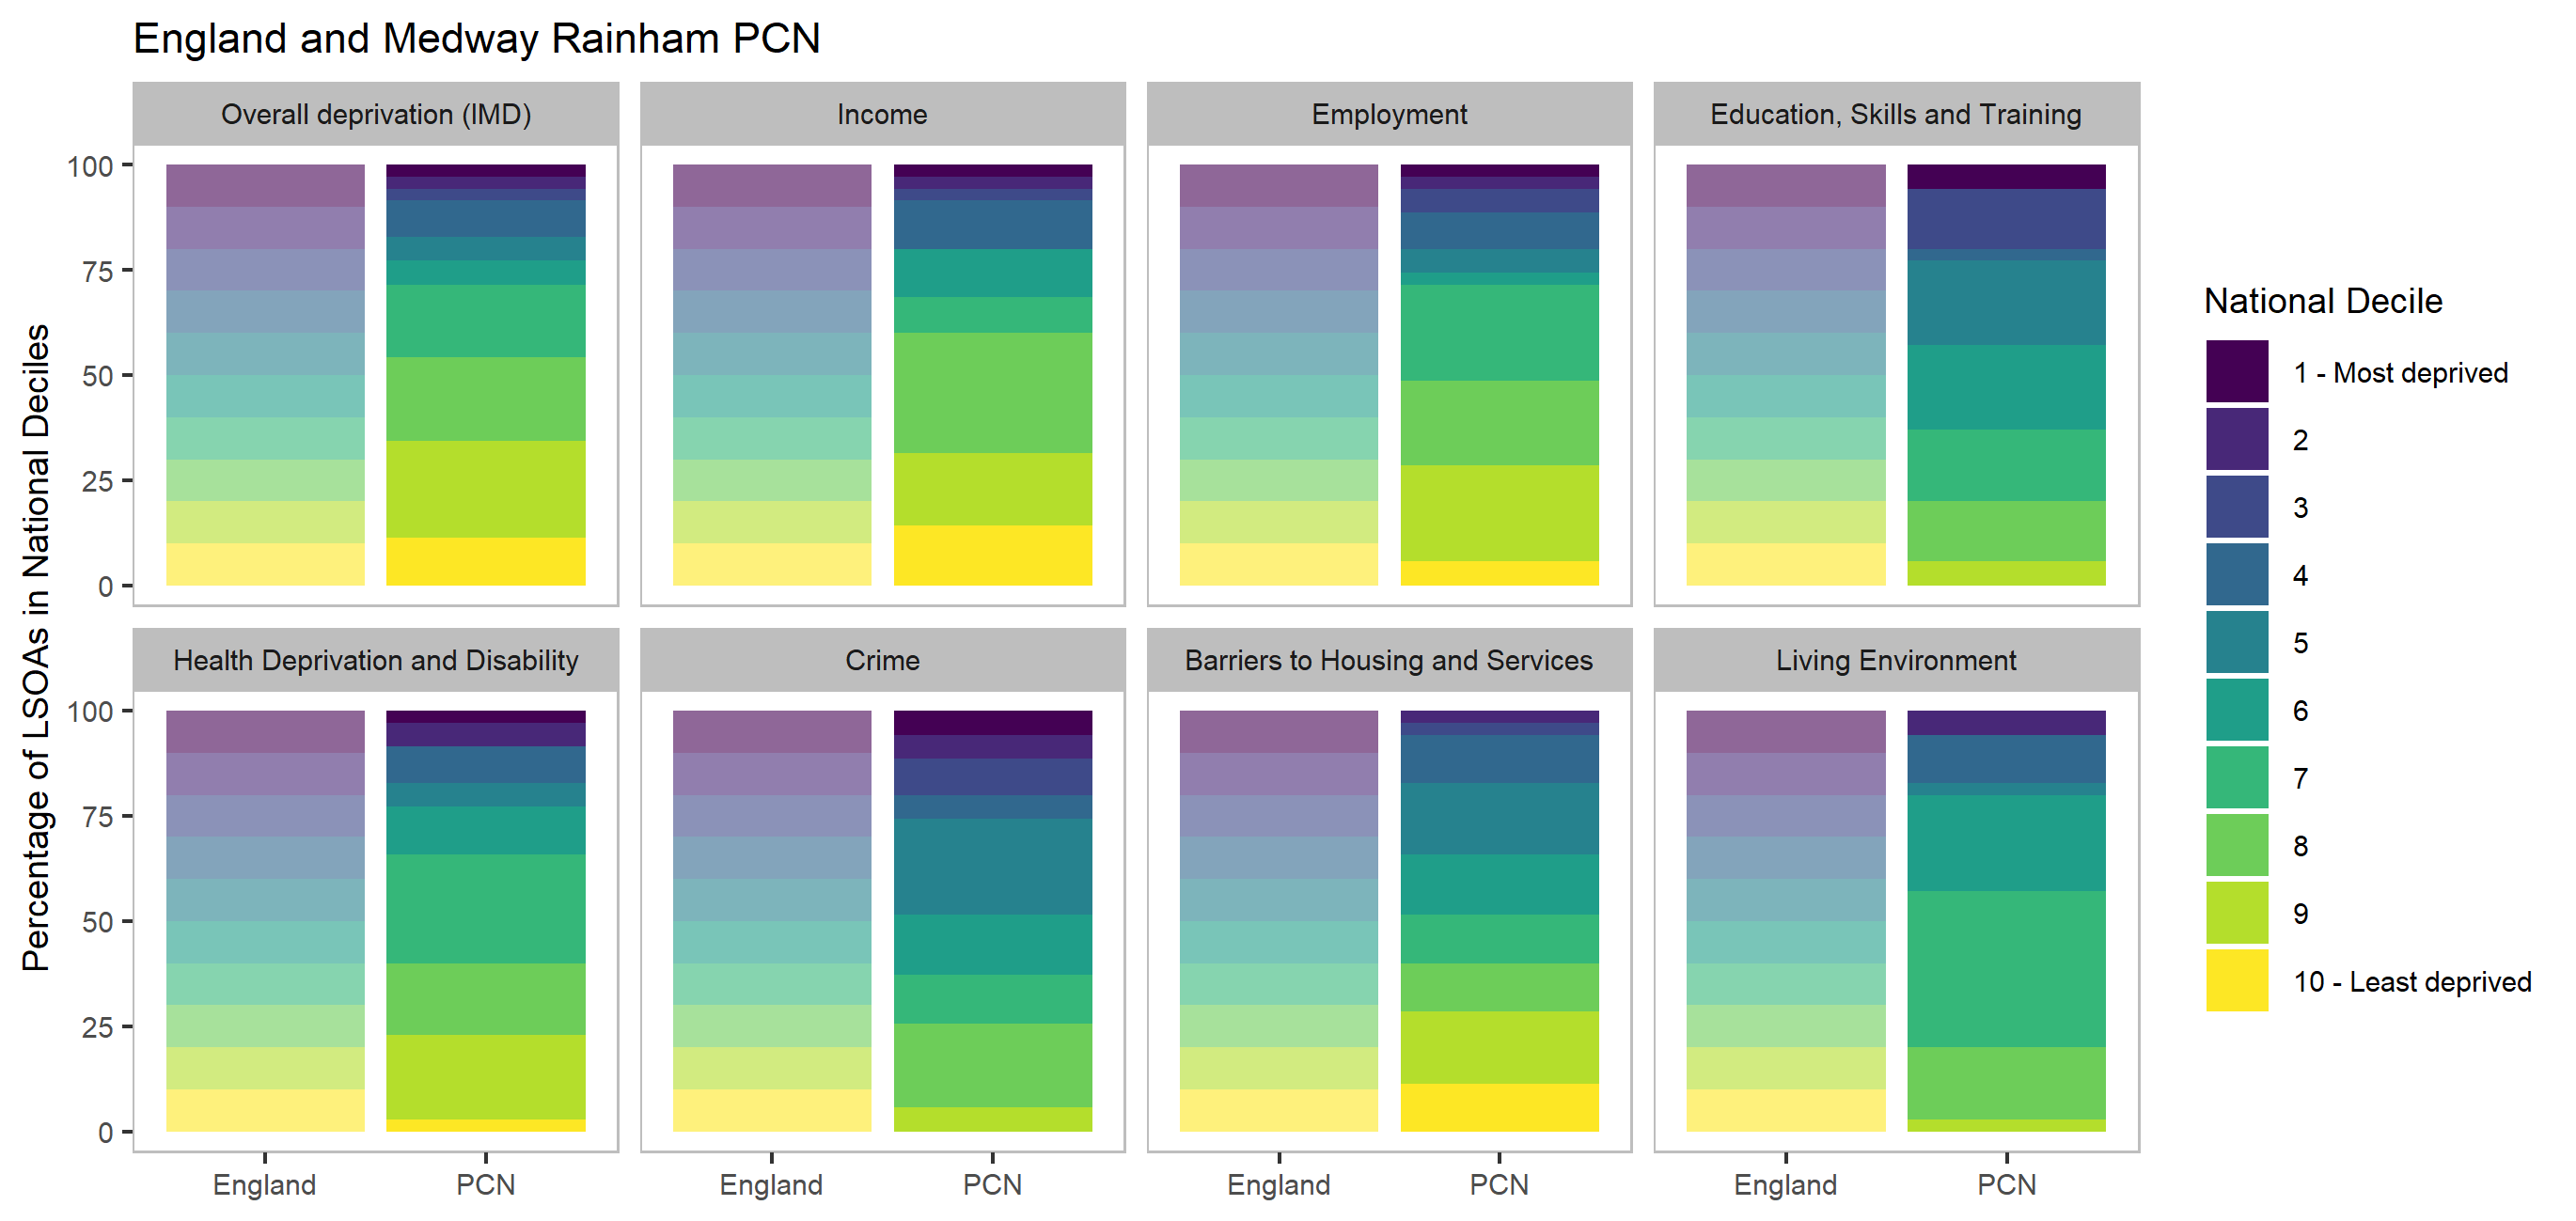 England and Medway Rainham PCN
Overall deprivation (IMD)
Income
Employment
Education, Skills and Training
100
75
50
25
0
Health Deprivation and Disability
Crime
Barriers to Housing and Services
Living Environment
100
75
50
25
0
England
PCN
England
PCN
England
PCN
England
PCN
Percentage of LSOAs in National Deciles
National Decile
1 - Most deprived
2
3
4
5
6
7
8
9
10 - Least deprived